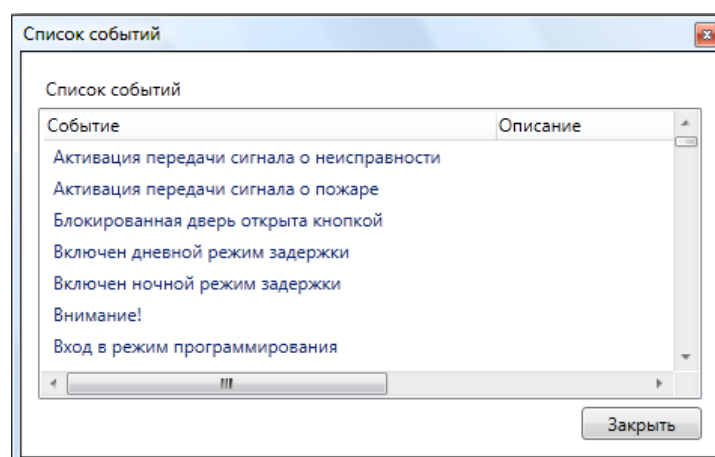 Список событий
Список событий
Событие Описание
Активация передачи сигнала о неисправности
Активация передачи сигнала о пожаре
Блокированная дверь открыта кнопкой
Включен дневной режим задержки
Включен ночной режим задержки
Внимание!
Вход в режим программирования
Закрыть